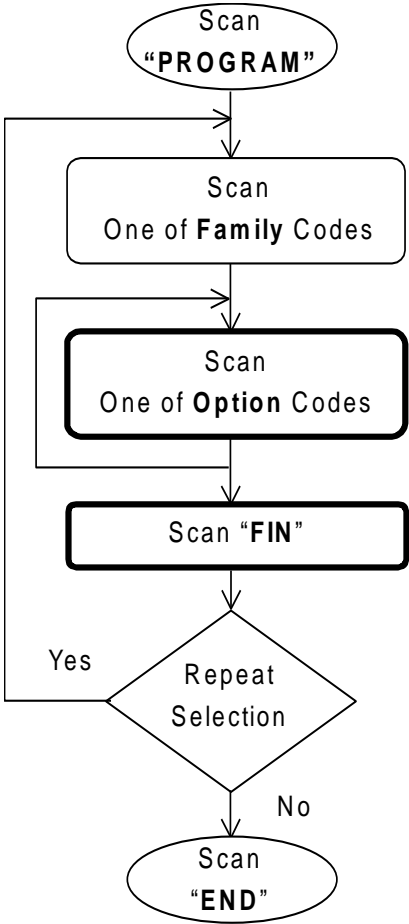 Scan
“PROGRAM”
Scan
One of Family Codes
Scan
One of Option Codes
Scan “FIN”
Yes
Repeat
Selection
No
Scan
“END”